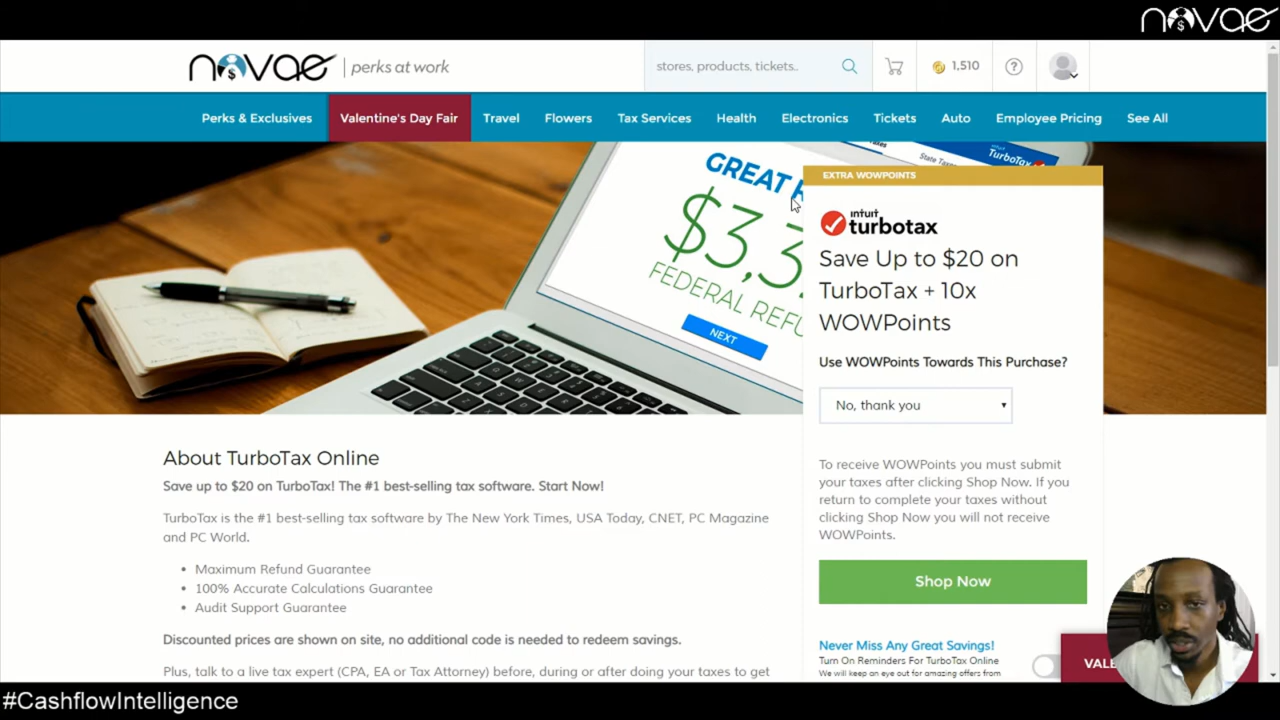 novae
novae | perks at work
stores, products, tickets..
1,510
?
Perks & Exclusives
Valentine's Day Fair
Travel
Flowers
Tax Services
Health
Electronics
Tickets
Auto
Employee Pricing
See All
GREAT
$3,3
FEDERAL REFU
NEXT
State Taxes
TurboTax
EXTRA WOWPOINTS
intuit
turbotax
Save Up to $20 on
TurboTax + 10x
WOWPoints
Use WOWPoints Towards This Purchase?
No, thank you
To receive WOWPoints you must submit
your taxes after clicking Shop Now. If you
return to complete your taxes without
clicking Shop Now you will not receive
WOWPoints.
Shop Now
Never Miss Any Great Savings!
Turn On Reminders For TurboTax Online
We will keep an eye out for amazing offers from
VALE
About TurboTax Online
Save up to $20 on TurboTax! The #1 best-selling tax software. Start Now!
TurboTax is the #1 best-selling tax software by The New York Times, USA Today, CNET, PC Magazine
and PC World.
• Maximum Refund Guarantee
• 100% Accurate Calculations Guarantee
• Audit Support Guarantee
Discounted prices are shown on site, no additional code is needed to redeem savings.
Plus, talk to a live tax expert (CPA, EA or Tax Attorney) before, during or after doing your taxes to get
#CashflowIntelligence